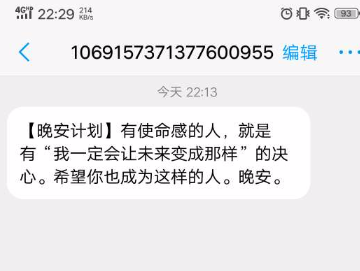 4GHD 22:29 214 KB/s 93
1069157371377600955 编辑
今天 22:13
【晚安计划】有使命感的人，就是
有“我一定会让未来变成那样”的决
心。希望你也成为这样的人。晚安。